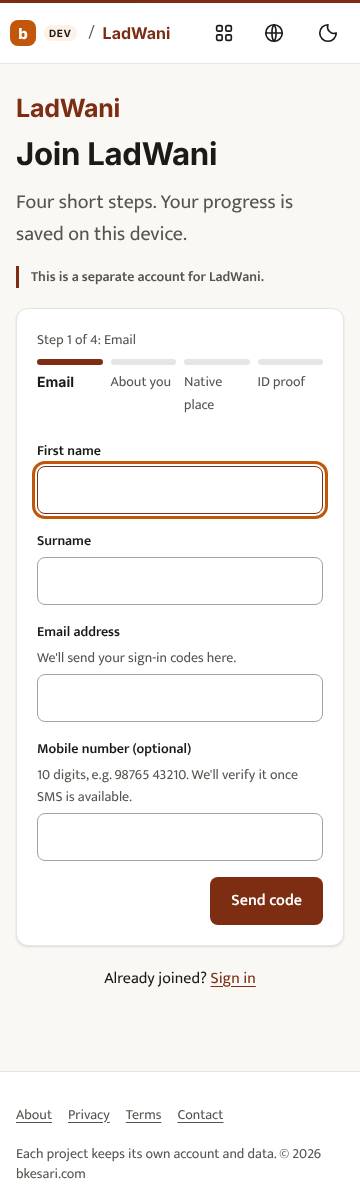 b DEV / LadWani
LadWani
Join LadWani
Four short steps. Your progress is
saved on this device.
This is a separate account for LadWani.
Step 1 of 4: Email
Email About you Native place ID proof
First name
Surname
Email address
We'll send your sign-in codes here.
Mobile number (optional)
10 digits, e.g. 98765 43210. We'll verify it once
SMS is available.
Send code
Already joined? Sign in
About Privacy Terms Contact
Each project keeps its own account and data. © 2026
bkesari.com